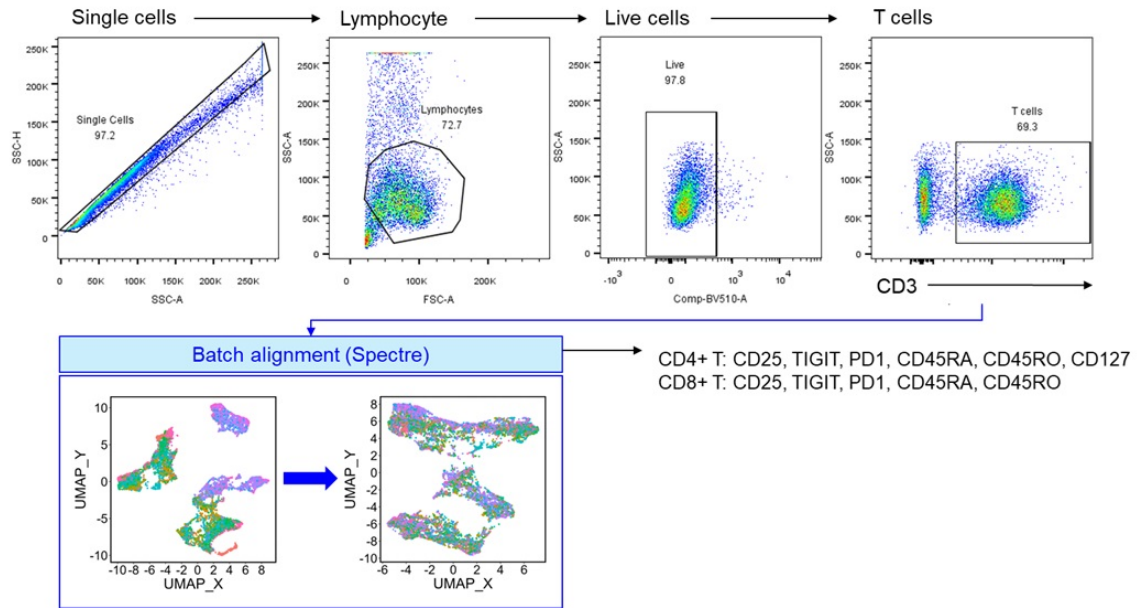 Single cells
Lymphocyte
Live cells
T cells
250K
200K
150K
100K
50K
0
SSC-H
Single Cells
97.2
0 50K 100K 150K 200K 250K
SSC-A
250K
200K
150K
100K
50K
0
SSC-A
Lymphocytes
72.7
0 100K 200K
FSC-A
250K
200K
150K
100K
50K
0
SSC-A
Live
97.8
-10³ 10³ 10⁴
Comp-BV510-A
250K
200K
150K
100K
50K
0
SSC-A
T cells
69.3
CD3
Batch alignment (Spectre)
CD4+ T: CD25, TIGIT, PD1, CD45RA, CD45RO, CD127
CD8+ T: CD25, TIGIT, PD1, CD45RA, CD45RO
10
5
0
-5
-10
UMAP_Y
-10 -8 -6 -4 -2 0 2 4 6 8
UMAP_X
8
6
4
2
0
-2
-4
-6
-8
-10
UMAP_Y
-6 -4 -2 0 2 4 6
UMAP_X